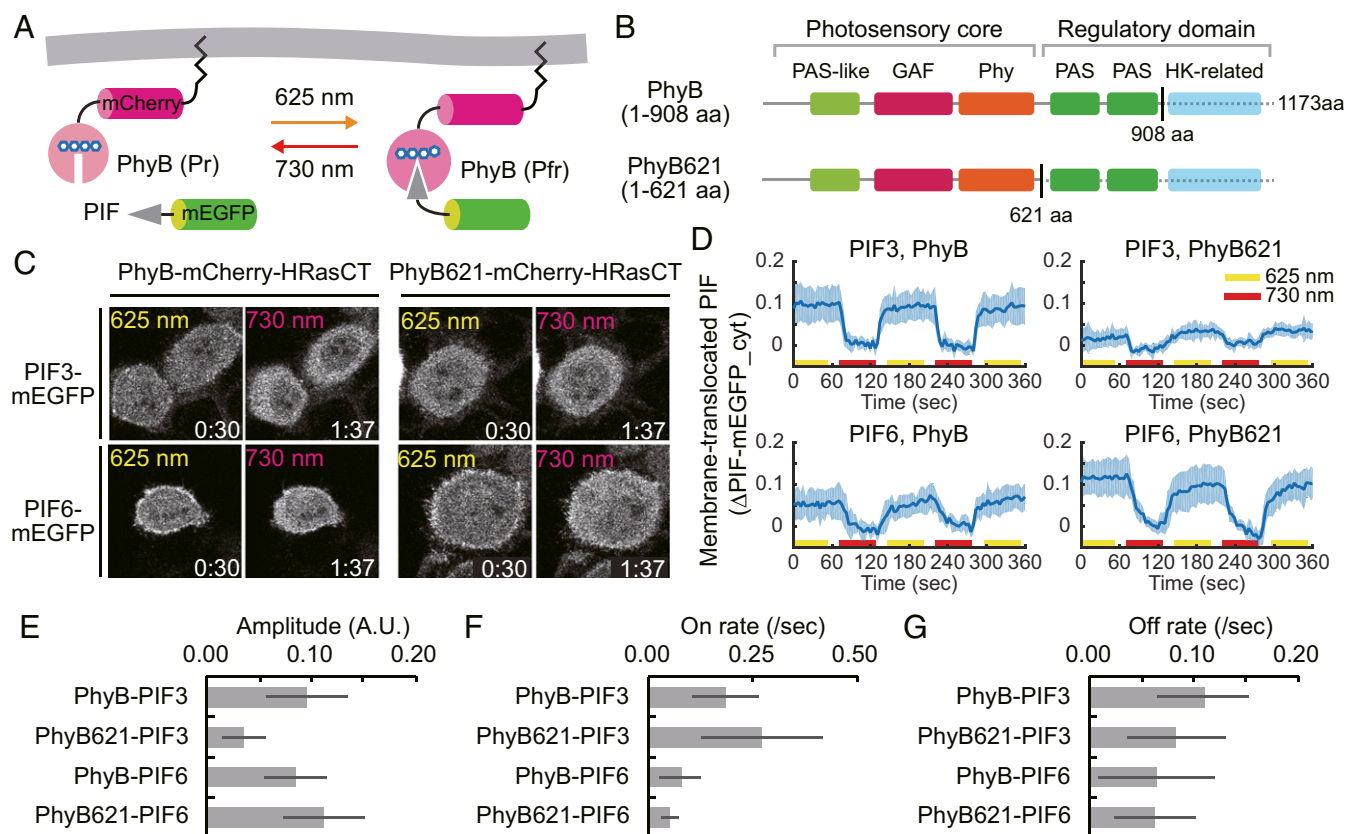 A
mCherry
625 nm
730 nm
PhyB (Pr)
PhyB (Pfr)
PIF
mEGFP
B
Photosensory core
Regulatory domain
PAS-like
GAF
Phy
PAS
PAS
HK-related
PhyB
(1-908 aa)
1173aa
908 aa
PhyB621
(1-621 aa)
621 aa
C
PhyB-mCherry-HRasCT
PhyB621-mCherry-HRasCT
625 nm
730 nm
625 nm
730 nm
PIF3-
mEGFP
0:30
1:37
0:30
1:37
625 nm
730 nm
625 nm
730 nm
PIF6-
mEGFP
0:30
1:37
0:30
1:37
D
Membrane-translocated PIF
(ΔPIF-mEGFP_cyt)
PIF3, PhyB
0.2
0.1
0
0 60 120 180 240 300 360
Time (sec)
PIF3, PhyB621
625 nm
730 nm
0.2
0.1
0
0 60 120 180 240 300 360
Time (sec)
PIF6, PhyB
0.2
0.1
0
0 60 120 180 240 300 360
Time (sec)
PIF6, PhyB621
0.2
0.1
0
0 60 120 180 240 300 360
Time (sec)
E
Amplitude (A.U.)
0.00 0.10 0.20
PhyB-PIF3
PhyB621-PIF3
PhyB-PIF6
PhyB621-PIF6
F
On rate (/sec)
0.00 0.25 0.50
PhyB-PIF3
PhyB621-PIF3
PhyB-PIF6
PhyB621-PIF6
G
Off rate (/sec)
0.00 0.10 0.20
PhyB-PIF3
PhyB621-PIF3
PhyB-PIF6
PhyB621-PIF6